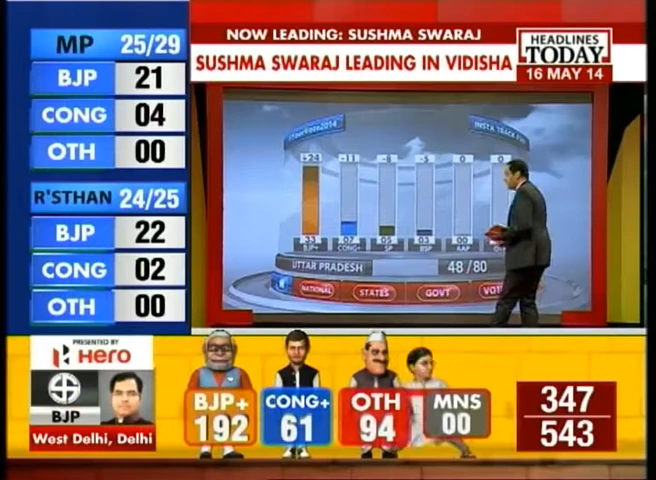 MP 25/29
BJP 21
CONG 04
OTH 00
R'STHAN 24/25
BJP 22
CONG 02
OTH 00
NOW LEADING: SUSHMA SWARAJ
SUSHMA SWARAJ LEADING IN VIDISHA
HEADLINES
TODAY
16 MAY 14
INSTA TRACK
+24 +11 -4 -5 0 0
33 07 05 03 00
BJP+ CONG+ SP BSP AAP
UTTAR PRADESH 48/80
NATIONAL STATES GOVT
PRESENTED BY
Hero
BJP
West Delhi, Delhi
BJP+ 192
CONG+ 61
OTH 94
MNS 00
347
543